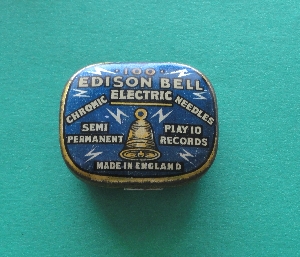 100
EDISON BELL
ELECTRIC
CHROMIC NEEDLES
SEMI PERMANENT
PLAY 10 RECORDS
MADE IN ENGLAND